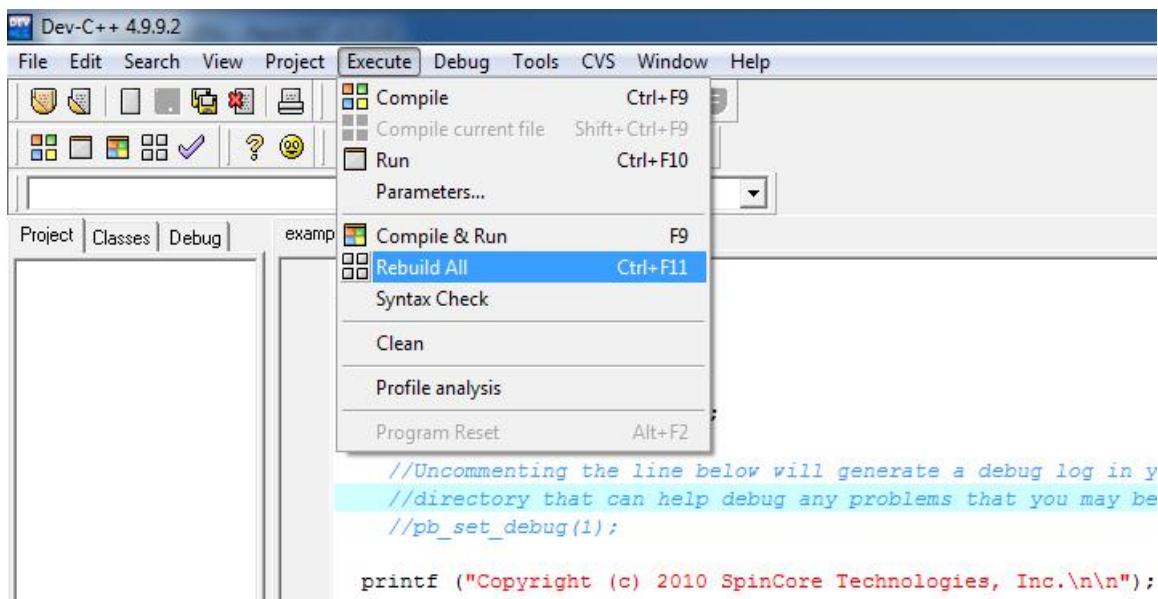 Dev-C++ 4.9.9.2
File Edit Search View Project Execute Debug Tools CVS Window Help
Compile Ctrl+F9
Compile current file Shift+Ctrl+F9
Run Ctrl+F10
Parameters...
Project Classes Debug
examp
Compile & Run F9
Rebuild All Ctrl+F11
Syntax Check
Clean
Profile analysis
;
Program Reset Alt+F2
//Uncommenting the line below will generate a debug log in y
//directory that can help debug any problems that you may be
//pb_set_debug(1);
printf ("Copyright (c) 2010 SpinCore Technologies, Inc.\n\n");